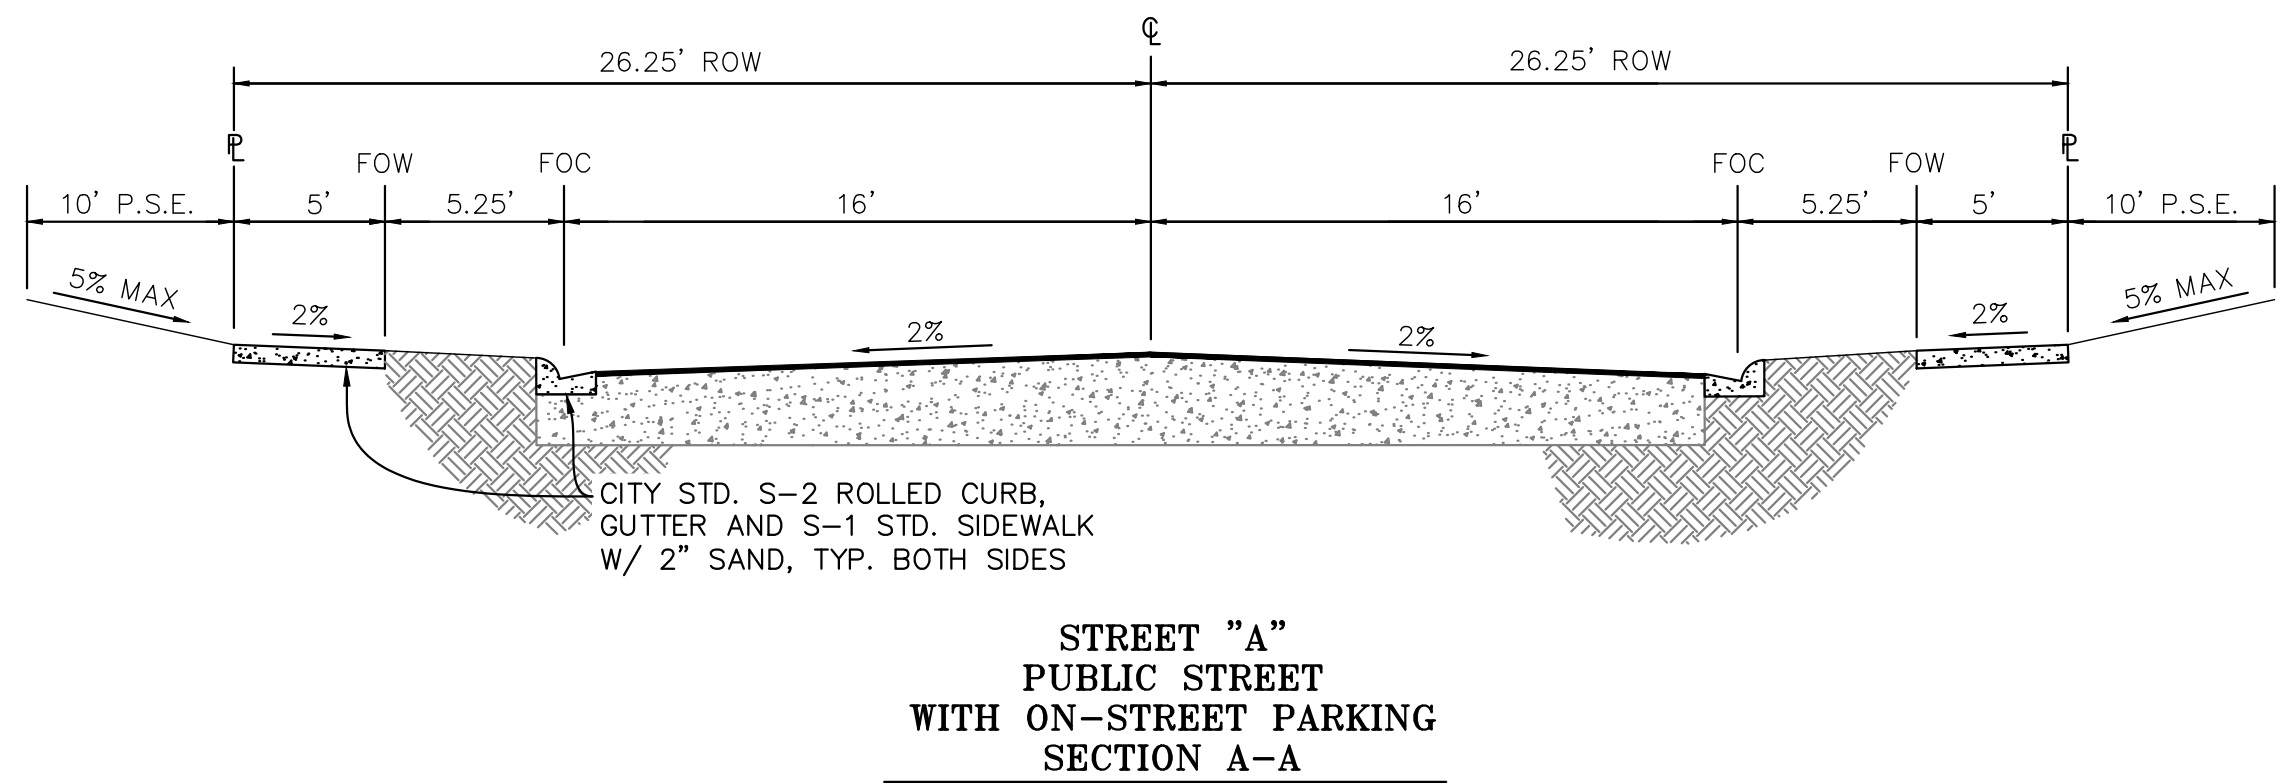 ℄
26.25' ROW 26.25' ROW
PL PL
FOW FOC FOC FOW
10' P.S.E. 5' 5.25' 16' 16' 5.25' 5' 10' P.S.E.
5% MAX 5% MAX
2% 2% 2% 2%
CITY STD. S-2 ROLLED CURB,
GUTTER AND S-1 STD. SIDEWALK
W/ 2" SAND, TYP. BOTH SIDES
STREET "A"
PUBLIC STREET
WITH ON-STREET PARKING
SECTION A-A